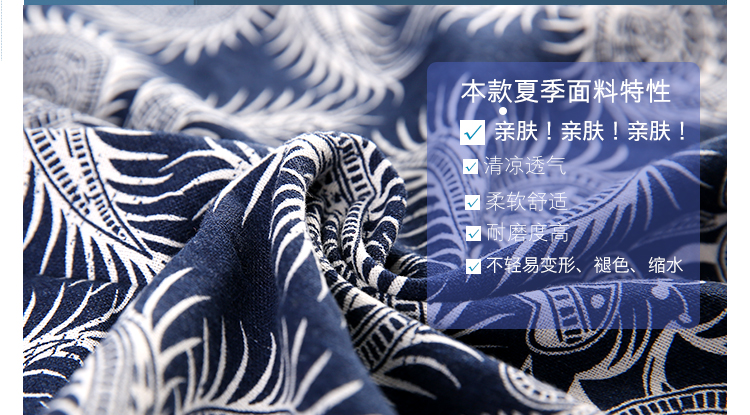 本款夏季面料特性
亲肤！亲肤！亲肤！
清凉透气
柔软舒适
耐磨度高
不轻易变形、褪色、缩水